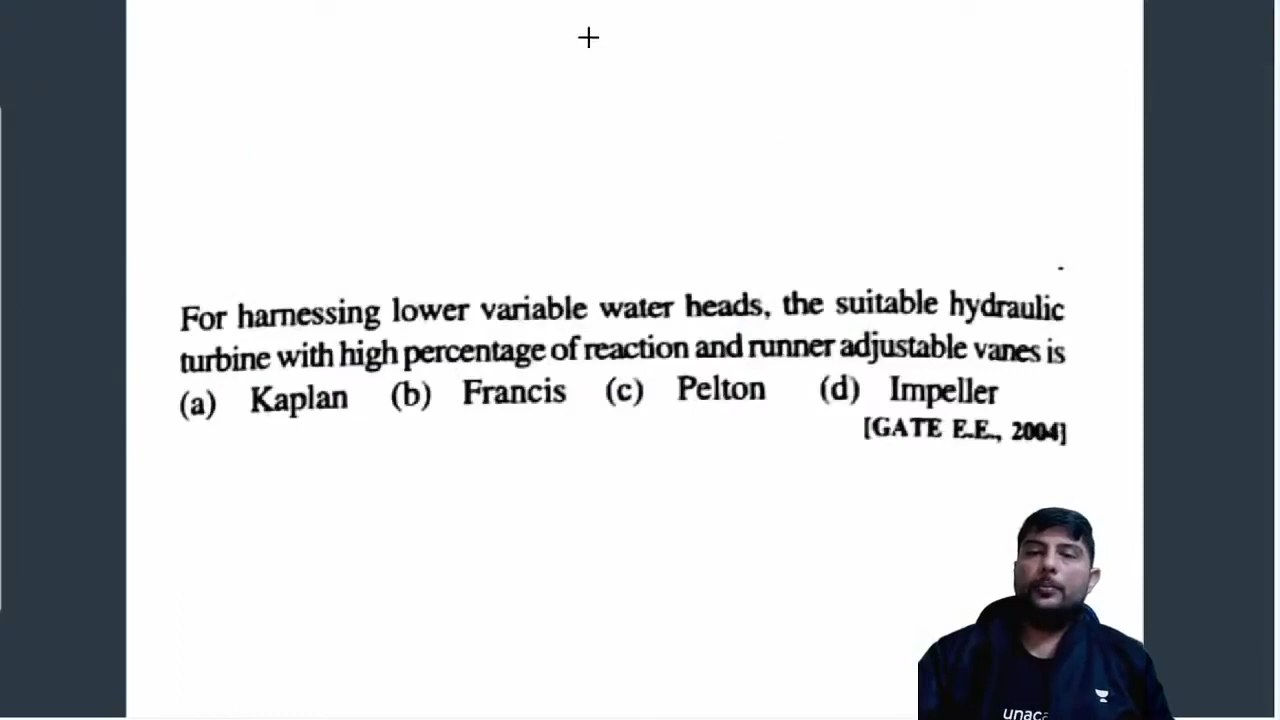 For harnessing lower variable water heads, the suitable hydraulic
turbine with high percentage of reaction and runner adjustable vanes is
(a) Kaplan (b) Francis (c) Pelton (d) Impeller
[GATE E.E., 2004]
unaca